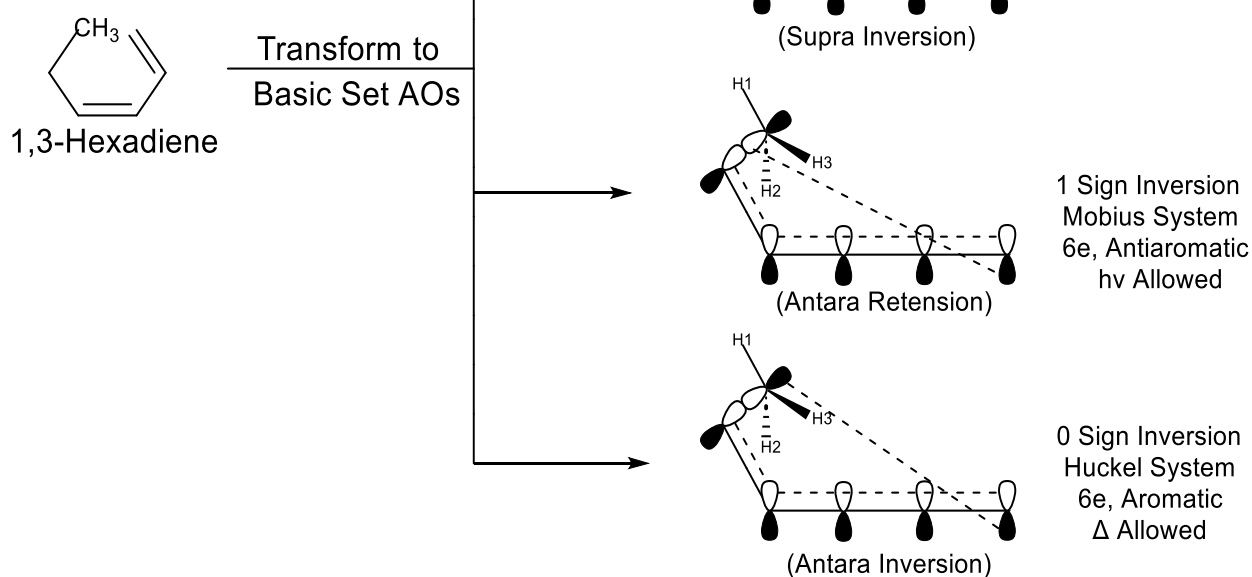 CH3
Transform to
Basic Set AOs
1,3-Hexadiene
(Supra Inversion)
H1
H3
H2
1 Sign Inversion
Mobius System
6e, Antiaromatic
hv Allowed
(Antara Retension)
H1
H3
H2
0 Sign Inversion
Huckel System
6e, Aromatic
Δ Allowed
(Antara Inversion)